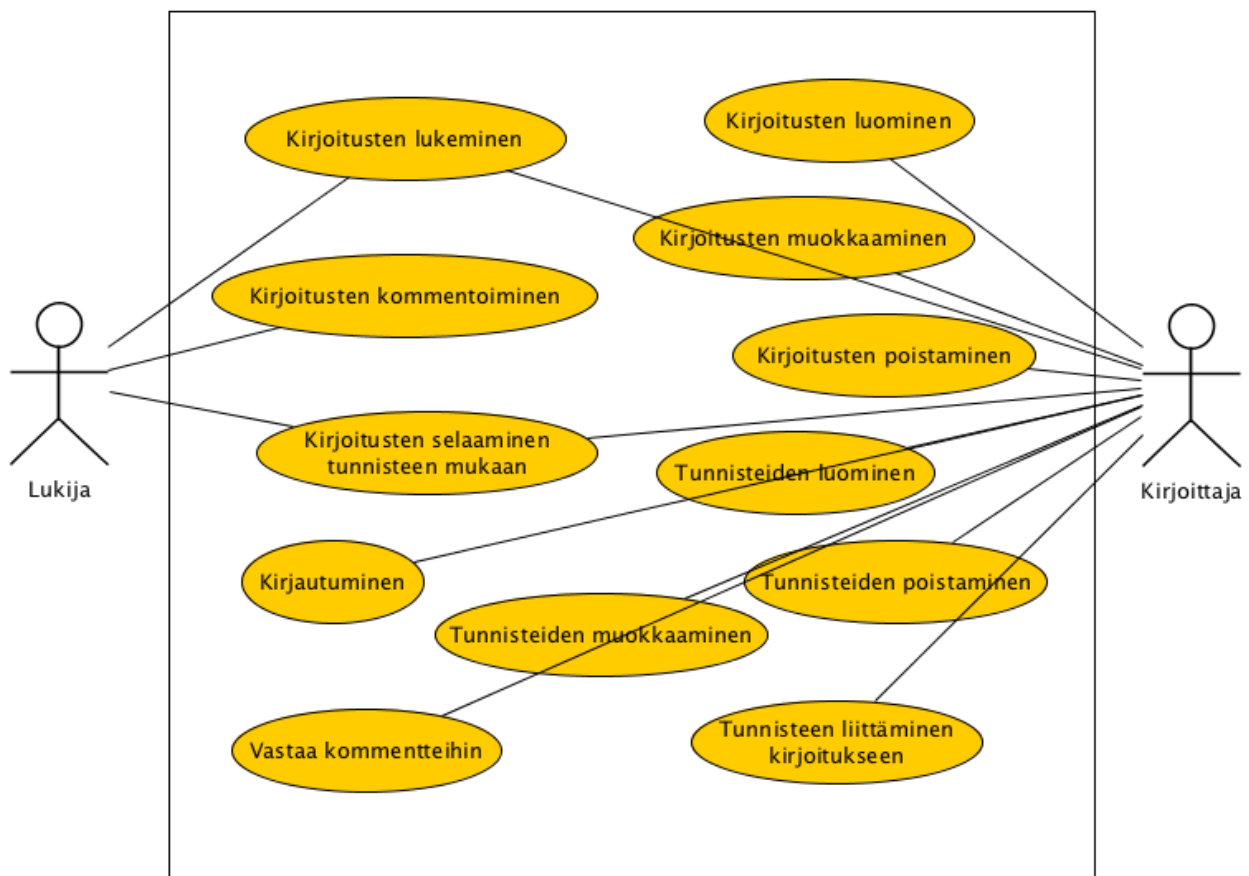 Kirjoitusten luominen
Kirjoitusten lukeminen
Kirjoitusten muokkaaminen
Kirjoitusten kommentoiminen
Kirjoitusten poistaminen
Kirjoitusten selaaminen
tunnisteen mukaan
Tunnisteiden luominen
Lukija
Kirjoittaja
Kirjautuminen
Tunnisteiden poistaminen
Tunnisteiden muokkaaminen
Vastaa kommentteihin
Tunnisteen liittäminen
kirjoitukseen